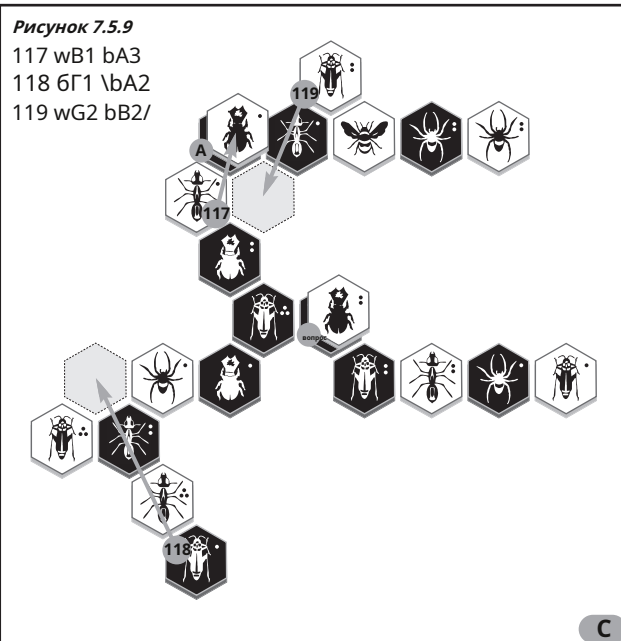 Рисунок 7.5.9
117 wB1 bA3
118 бГ1 \bA2
119 wG2 bB2/
119
A
117
вопрос
118
C